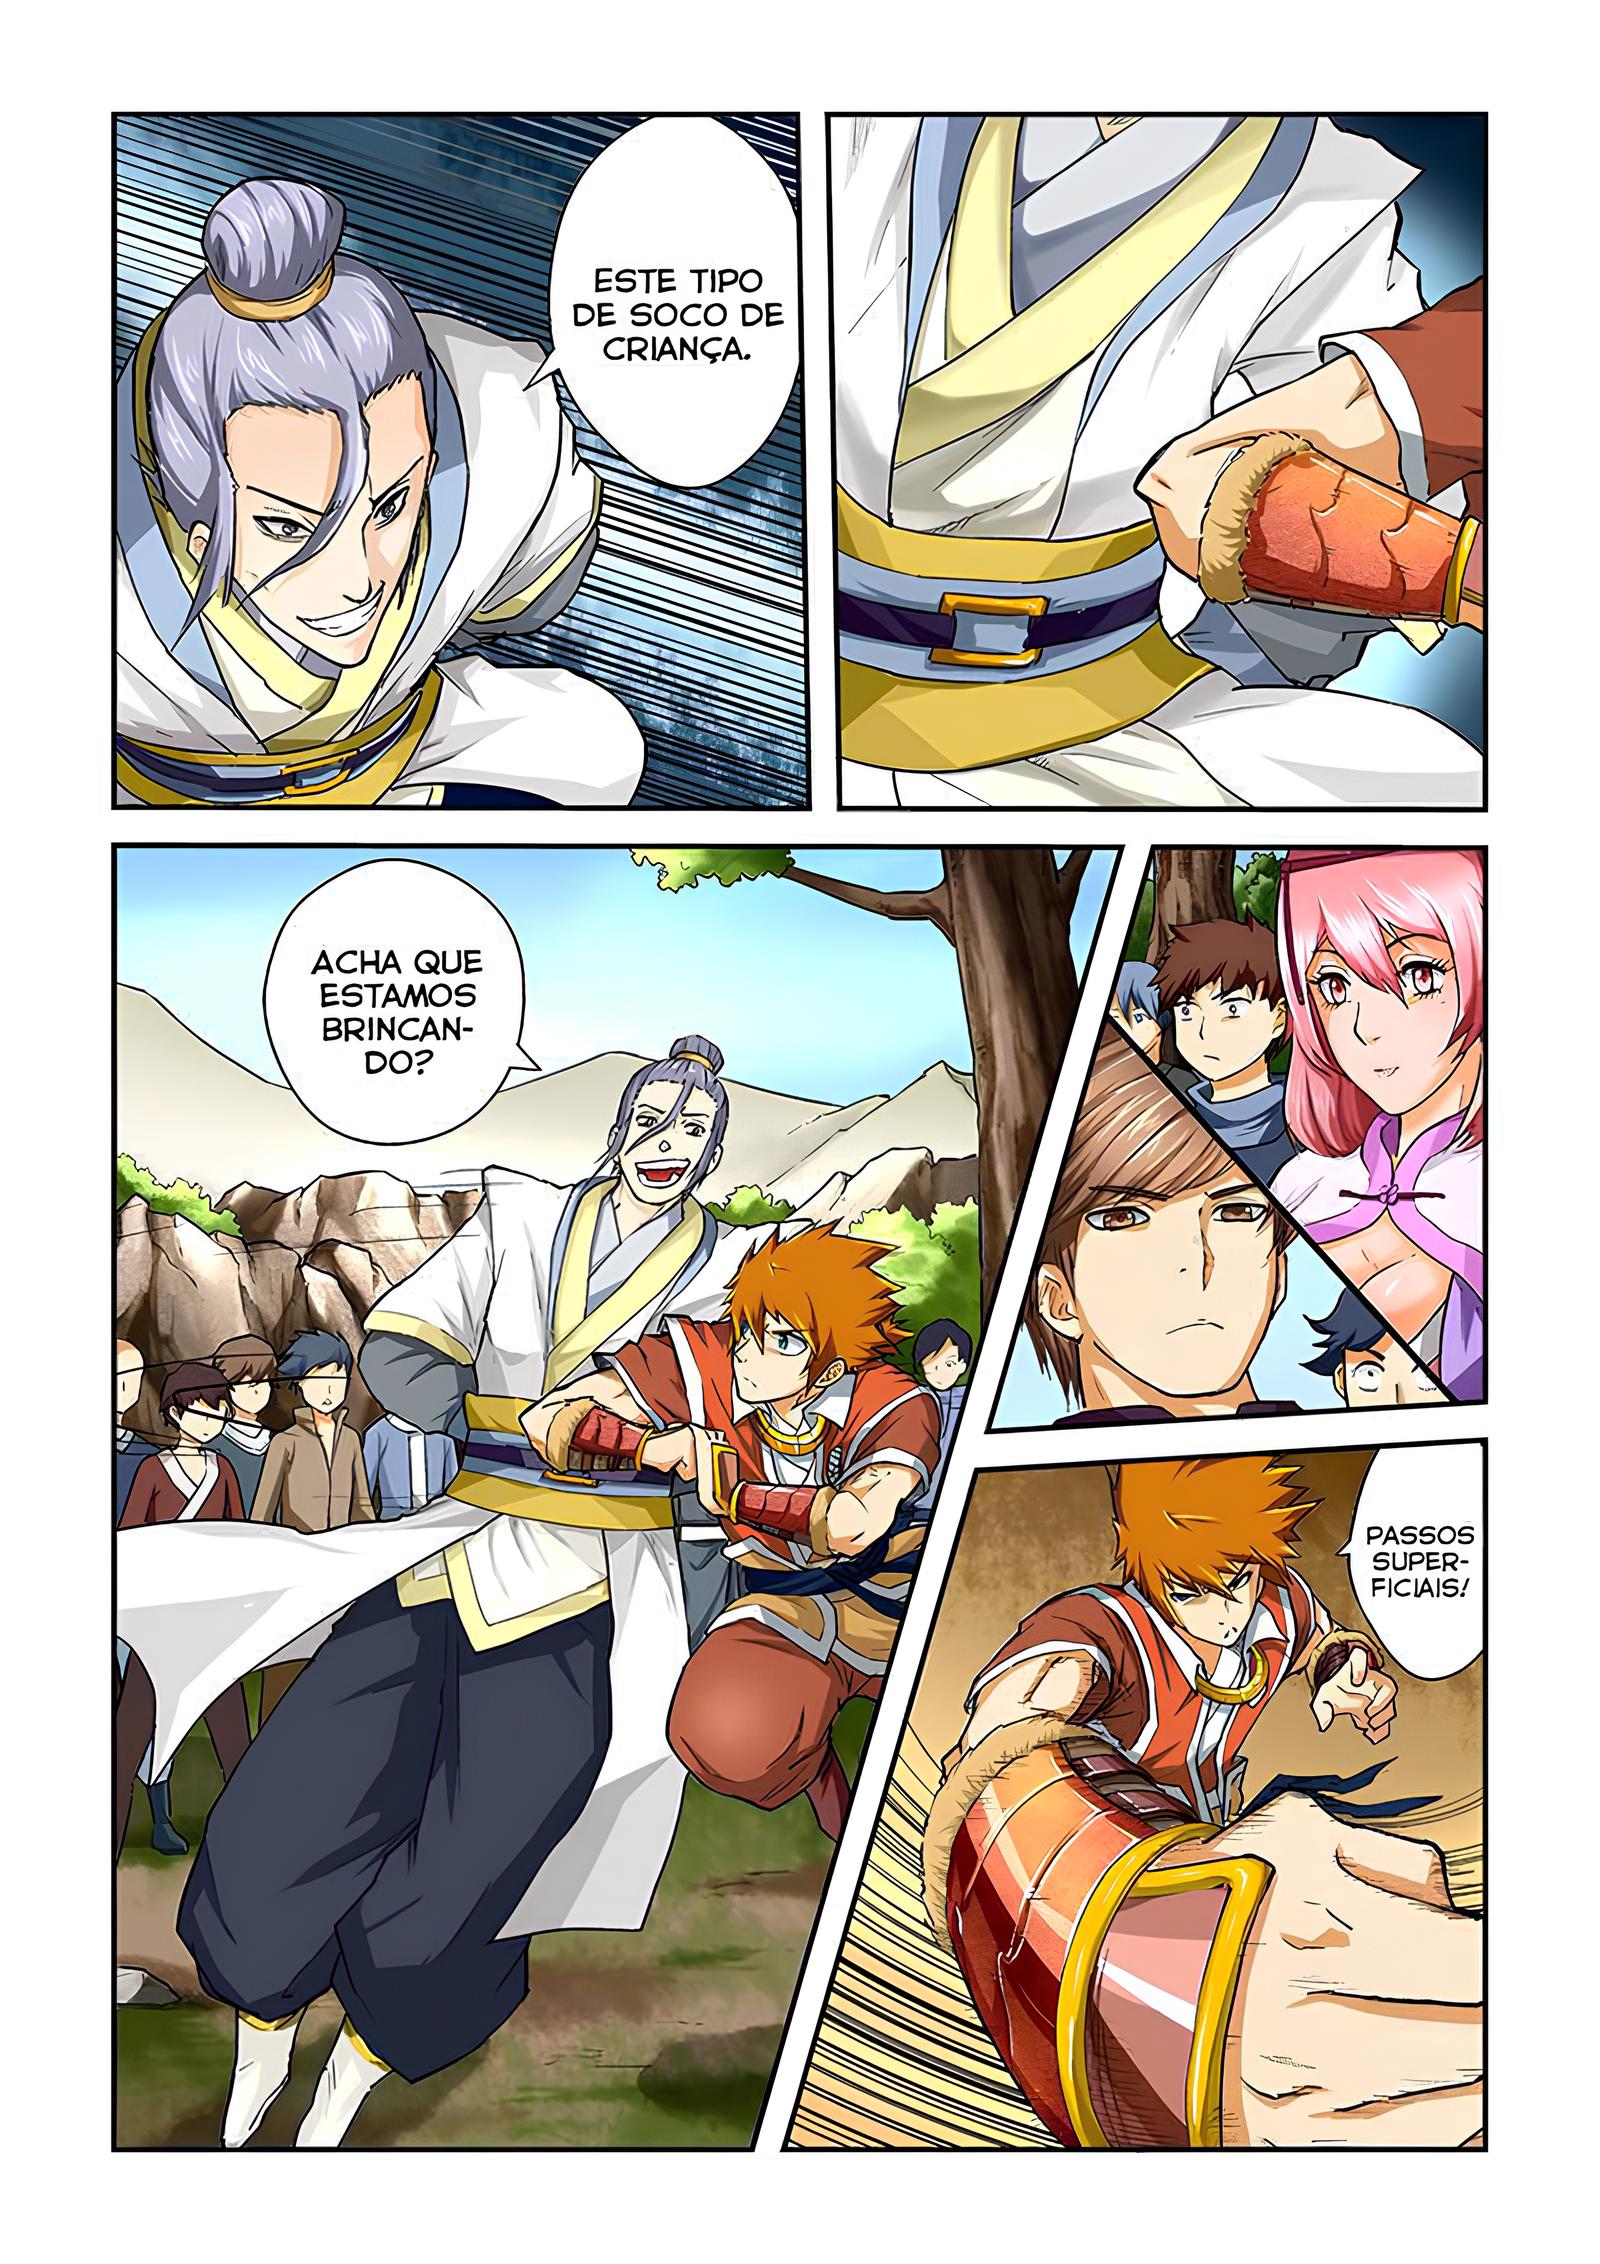 ESTE TIPO
DE SOCO DE
CRIANÇA.
ACHA QUE
ESTAMOS
BRINCAN-
DO?
PASSOS
SUPER-
FICIAIS!